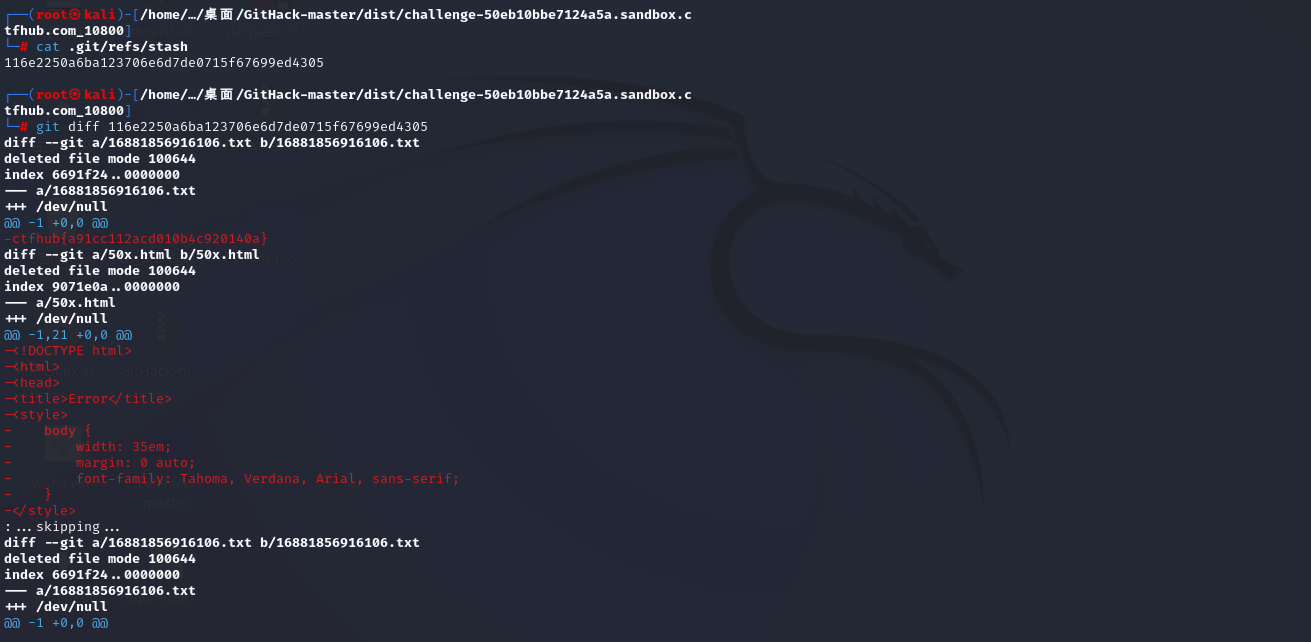 ┌──(root㉿kali)-[/home/…/桌面/GitHack-master/dist/challenge-50eb10bbe7124a5a.sandbox.c
tfhub.com_10800]
└─# cat .git/refs/stash
116e2250a6ba123706e6d7de0715f67699ed4305
┌──(root㉿kali)-[/home/…/桌面/GitHack-master/dist/challenge-50eb10bbe7124a5a.sandbox.c
tfhub.com_10800]
└─# git diff 116e2250a6ba123706e6d7de0715f67699ed4305
diff --git a/16881856916106.txt b/16881856916106.txt
deleted file mode 100644
index 6691f24..0000000
--- a/16881856916106.txt
+++ /dev/null
@@ -1 +0,0 @@
-ctfhub{a91cc112acd010b4c920140a}
diff --git a/50x.html b/50x.html
deleted file mode 100644
index 9071e0a..0000000
--- a/50x.html
+++ /dev/null
@@ -1,21 +0,0 @@
-<!DOCTYPE html>
-<html>
-<head>
-<title>Error</title>
-<style>
-    body {
-        width: 35em;
-        margin: 0 auto;
-        font-family: Tahoma, Verdana, Arial, sans-serif;
-    }
-</style>
:...skipping...
diff --git a/16881856916106.txt b/16881856916106.txt
deleted file mode 100644
index 6691f24..0000000
--- a/16881856916106.txt
+++ /dev/null
@@ -1 +0,0 @@